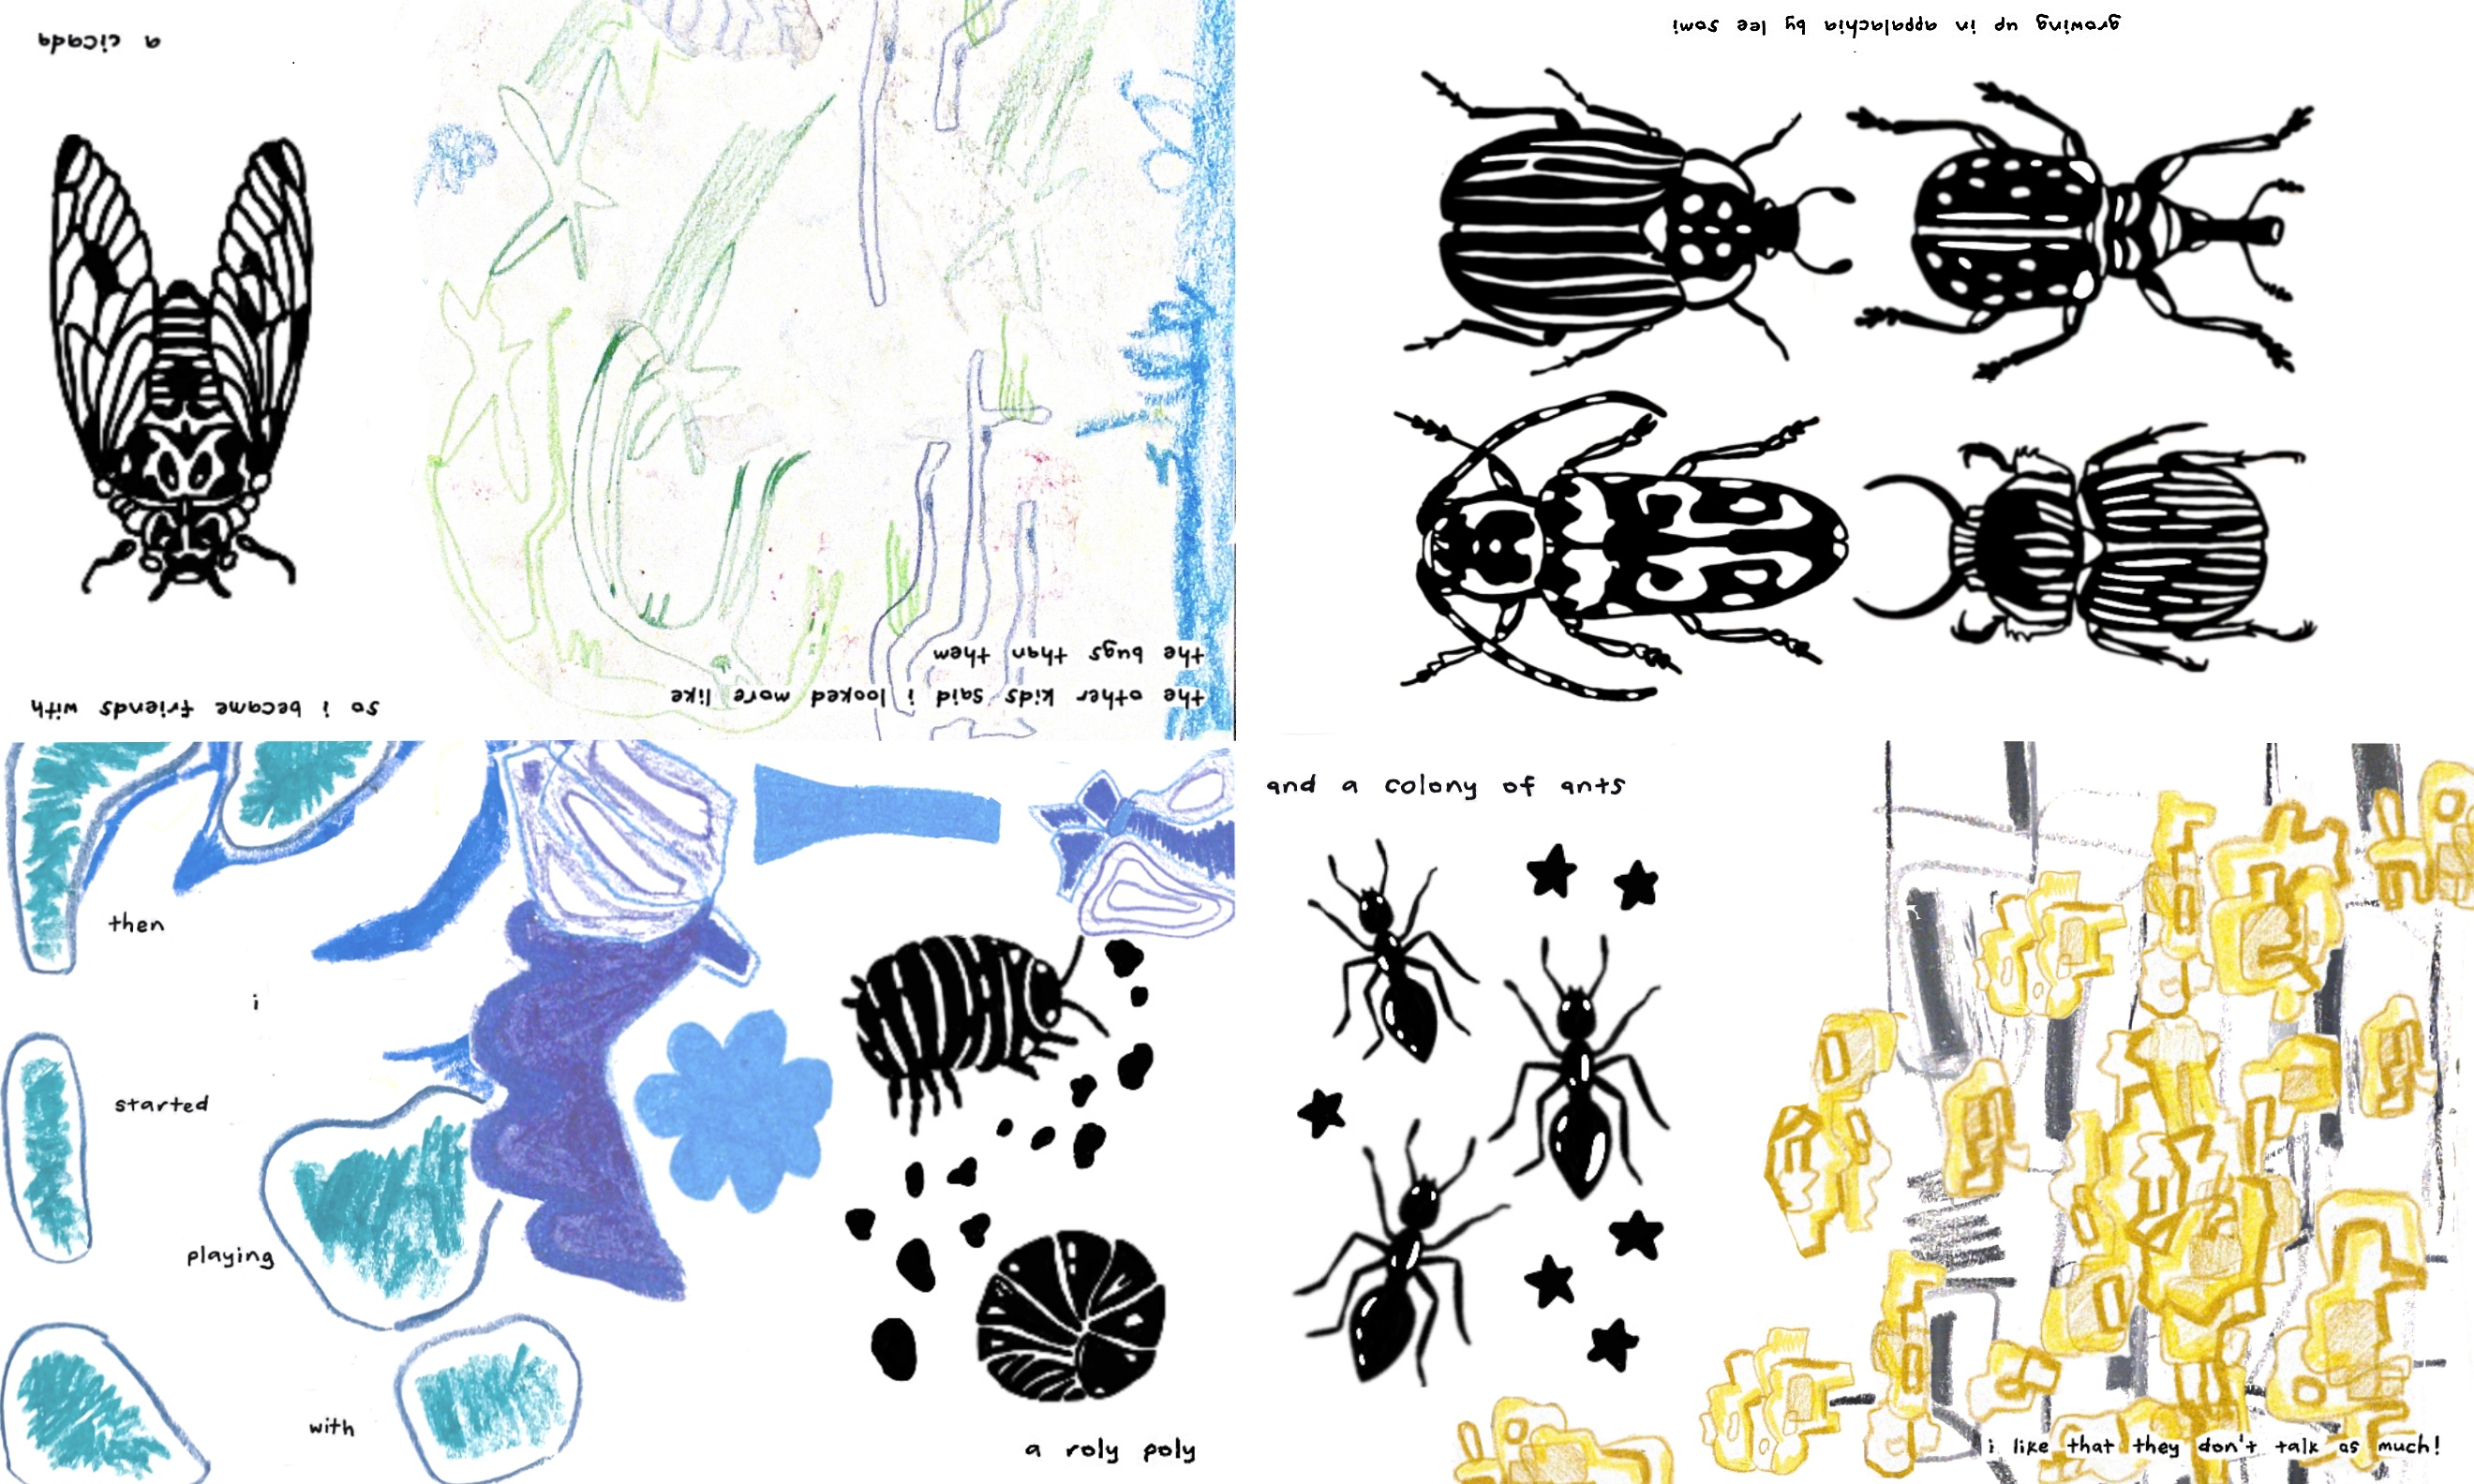 growing up in appalachia by lee somi
the other kids said i looked more like
the bugs than them
so i became friends with
a cicada
then
i
started
playing
with
a roly poly
and a colony of ants
i like that they don't talk as much!